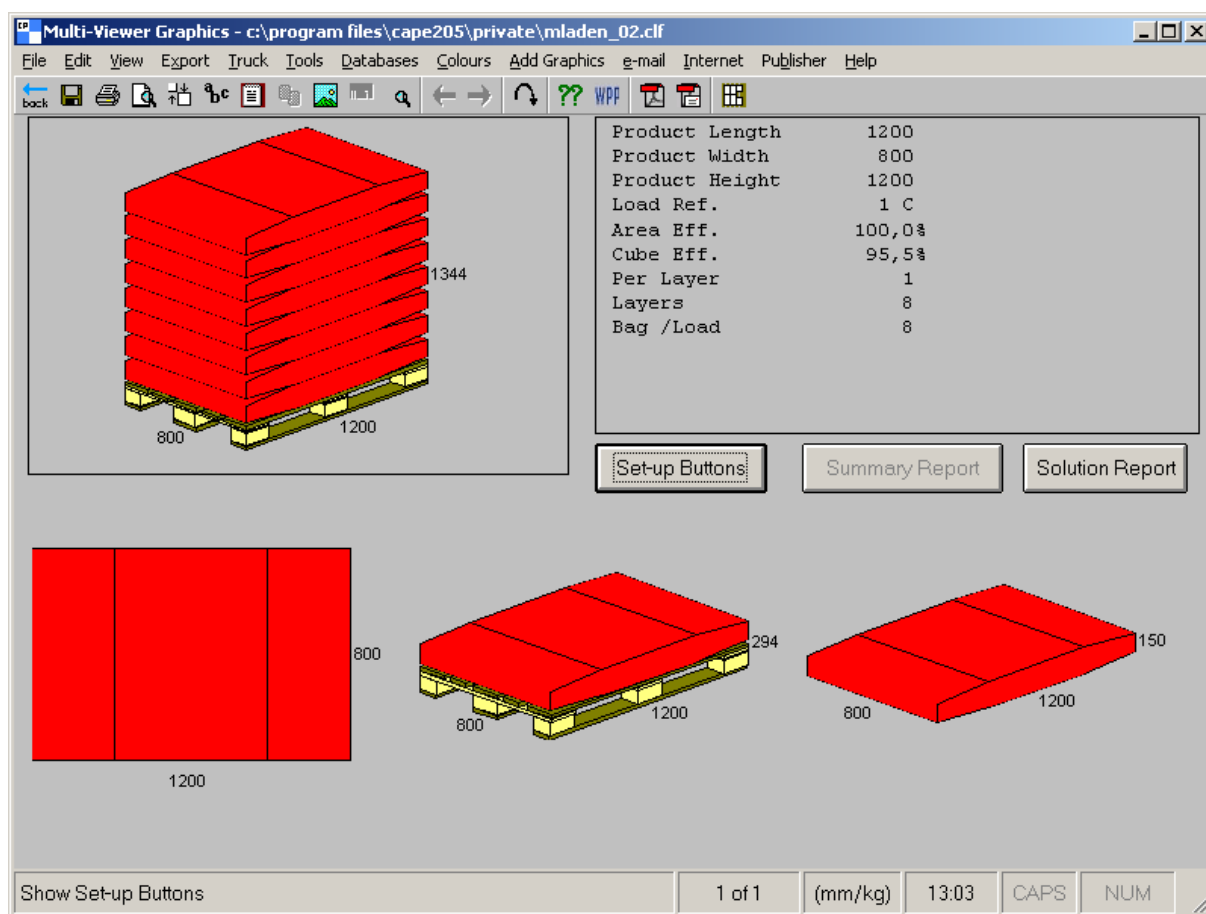 Multi-Viewer Graphics - c:\program files\cape205\private\mladen_02.clf
File Edit View Export Truck Tools Databases Colours Add Graphics e-mail Internet Publisher Help
back abc ?? WPP
Product Length 1200
Product Width 800
Product Height 1200
Load Ref. 1 C
Area Eff. 100,0%
Cube Eff. 95,5%
Per Layer 1
Layers 8
Bag /Load 8
1344
800 1200
Set-up Buttons Summary Report Solution Report
800
1200
294
800 1200
150
800 1200
Show Set-up Buttons 1 of 1 (mm/kg) 13:03 CAPS NUM